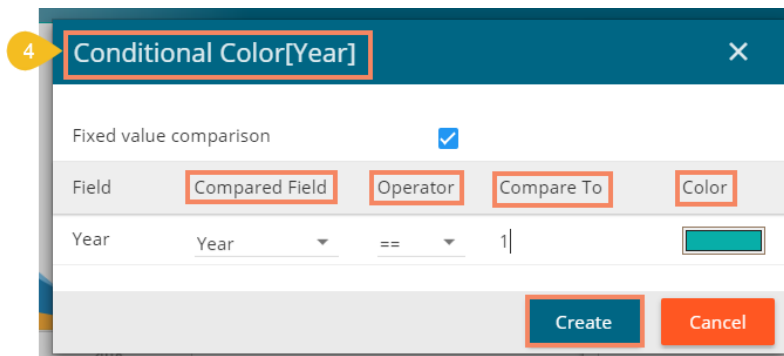 4
Conditional Color[Year] ×
Fixed value comparison
Field Compared Field Operator Compare To Color
Year Year == 1
Create Cancel